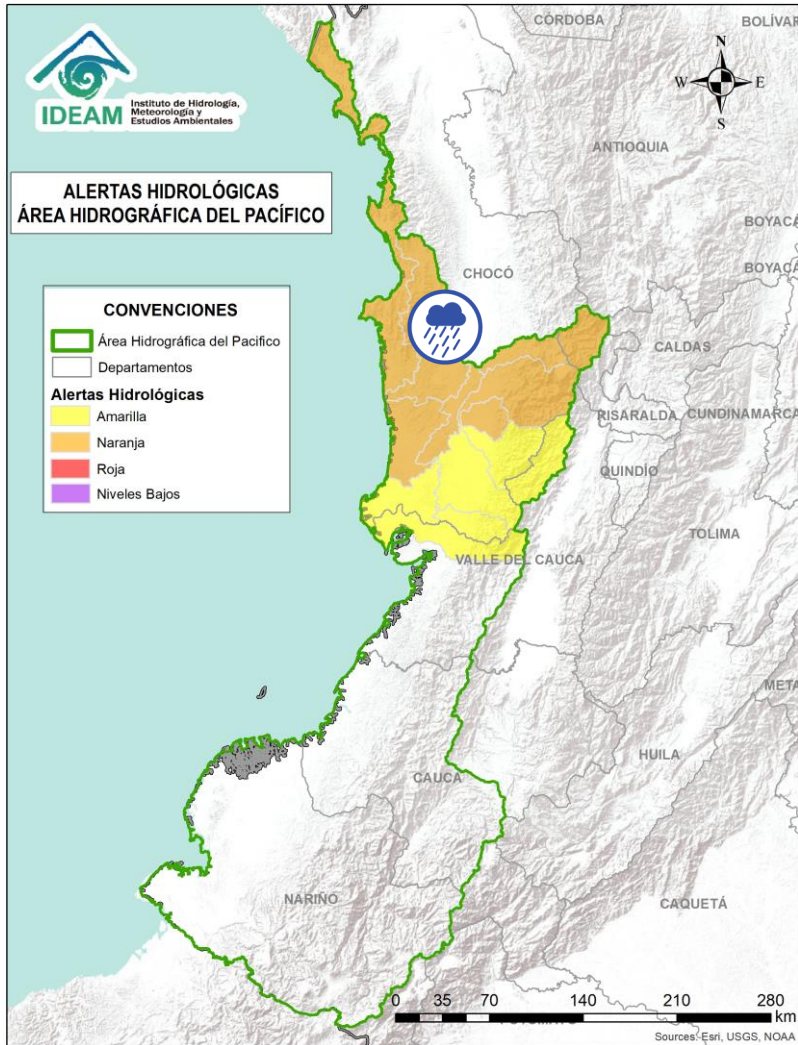 CÓRDOBA
BOLÍVAR
IDEAM
Instituto de Hidrología,
Meteorología y
Estudios Ambientales
N
W
E
S
ANTIOQUIA
ALERTAS HIDROLÓGICAS
ÁREA HIDROGRÁFICA DEL PACÍFICO
BOYACÁ
BOYACÁ
CHOCÓ
CONVENCIONES
Área Hidrográfica del Pacifico
Departamentos
Alertas Hidrológicas
Amarilla
Naranja
Roja
Niveles Bajos
CALDAS
RISARALDA
CUNDINAMARCA
QUINDÍO
TOLIMA
VALLE DEL CAUCA
META
HUILA
CAUCA
NARIÑO
CAQUETÁ
0 35 70 140 210 280
km
Sources: Esri, USGS, NOAA